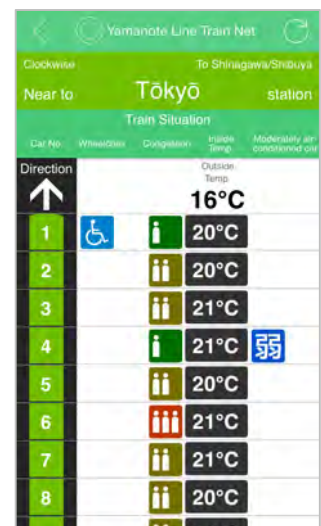 Yamanote Line Train Net
Clockwise To Shinagawa/Shibuya
Near to Tōkyō station
Train Situation
Car No. Wheelchair Congestion Inside Temp. Moderately air-conditioned car
Direction Outside Temp.
16°C
1 20°C
2 20°C
3 21°C
4 21°C 弱弱
5 20°C
6 21°C
7 21°C
8 20°C